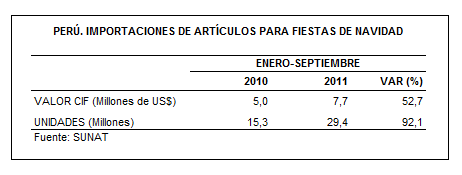 PERÚ. IMPORTACIONES DE ARTÍCULOS PARA FIESTAS DE NAVIDAD
ENERO-SEPTIEMBRE
2010 2011 VAR (%)
VALOR CIF (Millones de US$) 5,0 7,7 52,7
UNIDADES (Millones) 15,3 29,4 92,1
Fuente: SUNAT